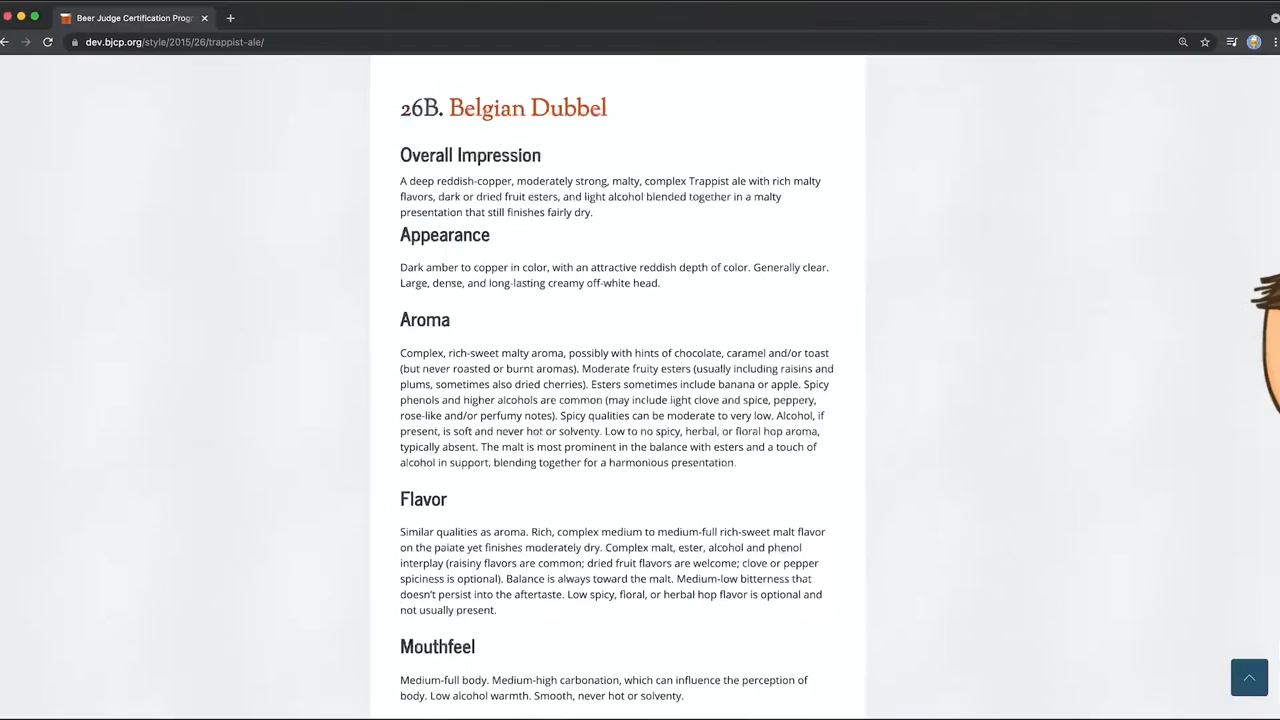 Beer Judge Certification Prog
dev.bjcp.org/style/2015/26/trappist-ale/
26B. Belgian Dubbel
Overall Impression
A deep reddish-copper, moderately strong, malty, complex Trappist ale with rich malty
flavors, dark or dried fruit esters, and light alcohol blended together in a malty
presentation that still finishes fairly dry.
Appearance
Dark amber to copper in color, with an attractive reddish depth of color. Generally clear.
Large, dense, and long-lasting creamy off-white head.
Aroma
Complex, rich-sweet malty aroma, possibly with hints of chocolate, caramel and/or toast
(but never roasted or burnt aromas). Moderate fruity esters (usually including raisins and
plums, sometimes also dried cherries). Esters sometimes include banana or apple. Spicy
phenols and higher alcohols are common (may include light clove and spice, peppery,
rose-like and/or perfumy notes). Spicy qualities can be moderate to very low. Alcohol, if
present, is soft and never hot or solventy. Low to no spicy, herbal, or floral hop aroma,
typically absent. The malt is most prominent in the balance with esters and a touch of
alcohol in support, blending together for a harmonious presentation.
Flavor
Similar qualities as aroma. Rich, complex medium to medium-full rich-sweet malt flavor
on the palate yet finishes moderately dry. Complex malt, ester, alcohol and phenol
interplay (raisiny flavors are common; dried fruit flavors are welcome; clove or pepper
spiciness is optional). Balance is always toward the malt. Medium-low bitterness that
doesn't persist into the aftertaste. Low spicy, floral, or herbal hop flavor is optional and
not usually present.
Mouthfeel
Medium-full body. Medium-high carbonation, which can influence the perception of
body. Low alcohol warmth. Smooth, never hot or solventy.